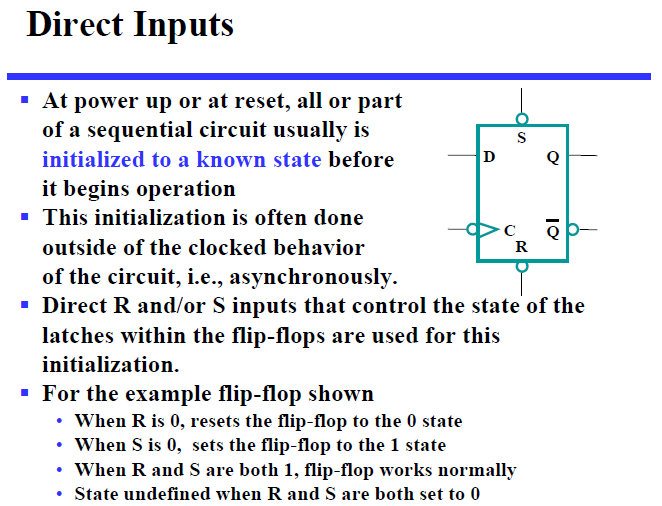 Direct Inputs
At power up or at reset, all or part
of a sequential circuit usually is
initialized to a known state before
it begins operation
This initialization is often done
outside of the clocked behavior
of the circuit, i.e., asynchronously.
Direct R and/or S inputs that control the state of the
latches within the flip-flops are used for this
initialization.
For the example flip-flop shown
When R is 0, resets the flip-flop to the 0 state
When S is 0, sets the flip-flop to the 1 state
When R and S are both 1, flip-flop works normally
State undefined when R and S are both set to 0
S
D Q
C Q̅
R